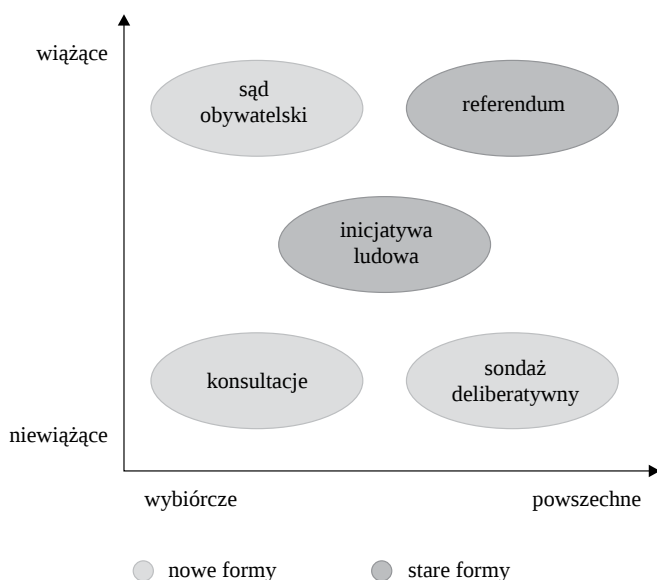 wiążące
sąd
obywatelski
referendum
inicjatywa
ludowa
konsultacje
sondaż
deliberatywny
niewiążące
wybiórcze
powszechne
nowe formy
stare formy